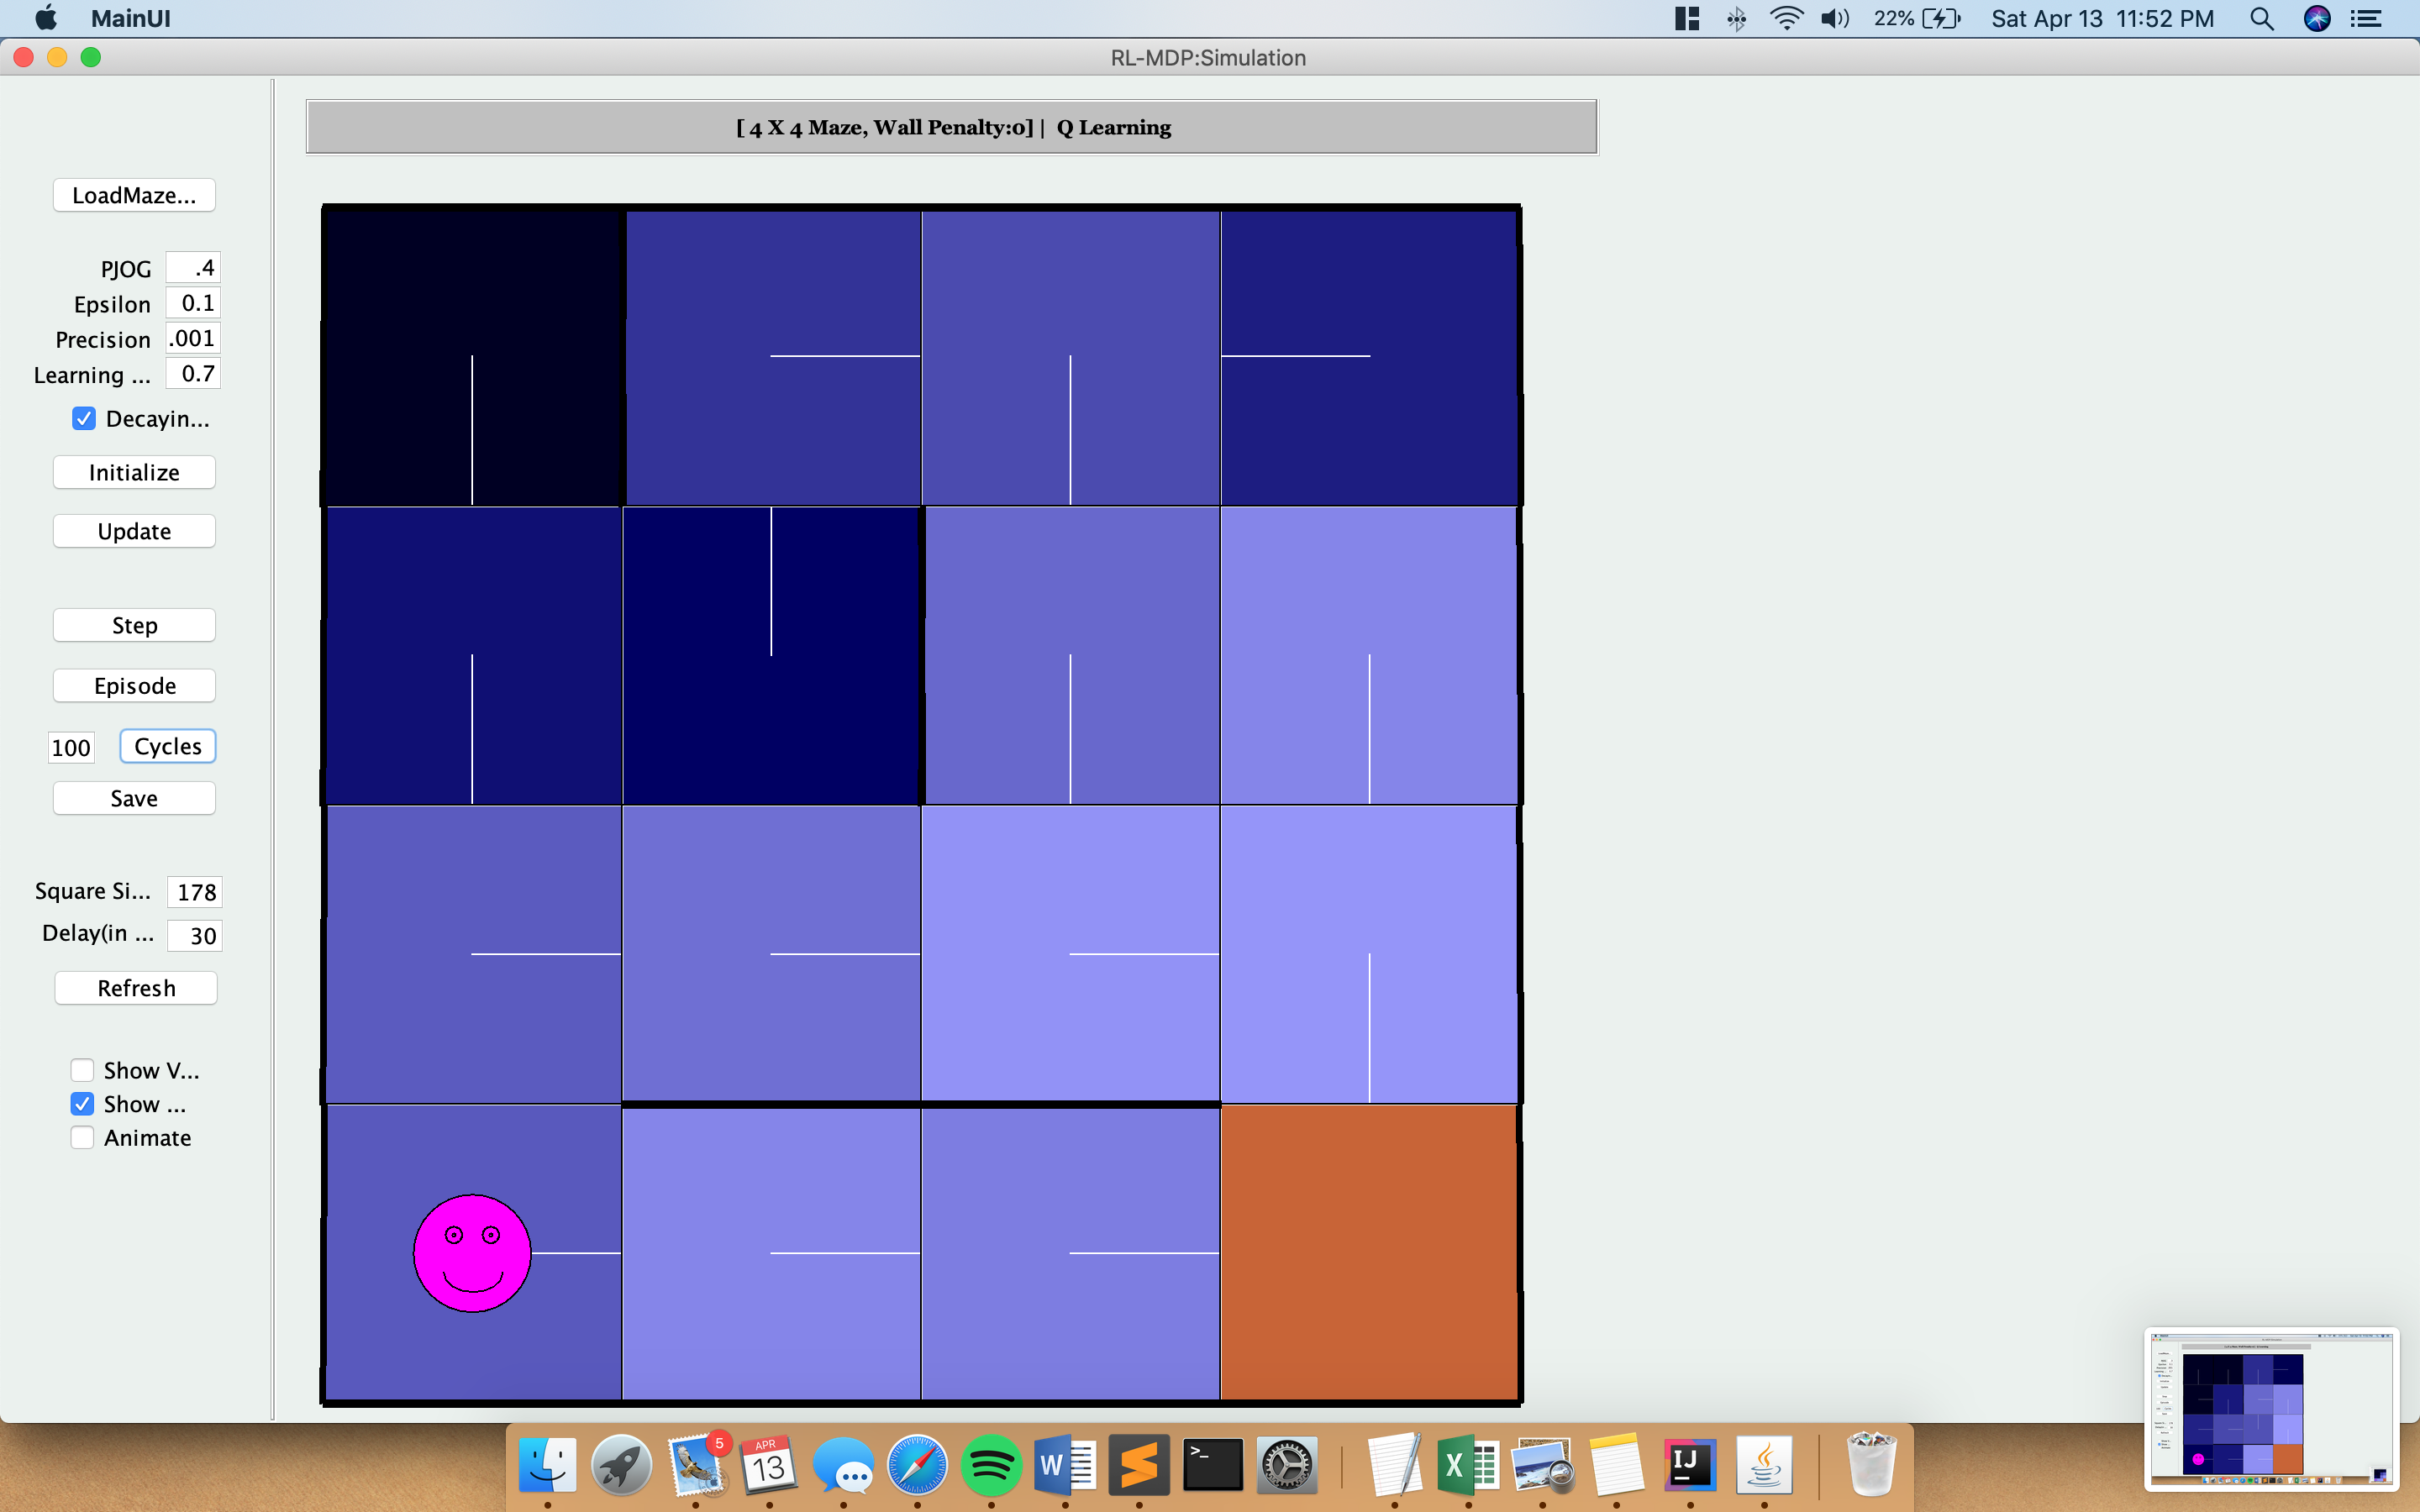 MainUI
22%
Sat Apr 13 11:52 PM
RL-MDP:Simulation
[ 4 X 4 Maze, Wall Penalty:0] | Q Learning
LoadMaze...
PJOG .4
Epsilon 0.1
Precision .001
Learning ... 0.7
Decayin...
Initialize
Update
Step
Episode
100 Cycles
Save
Square Si... 178
Delay(in ... 30
Refresh
Show V...
Show ...
Animate
5
APR
13
W
>_
X
IJ